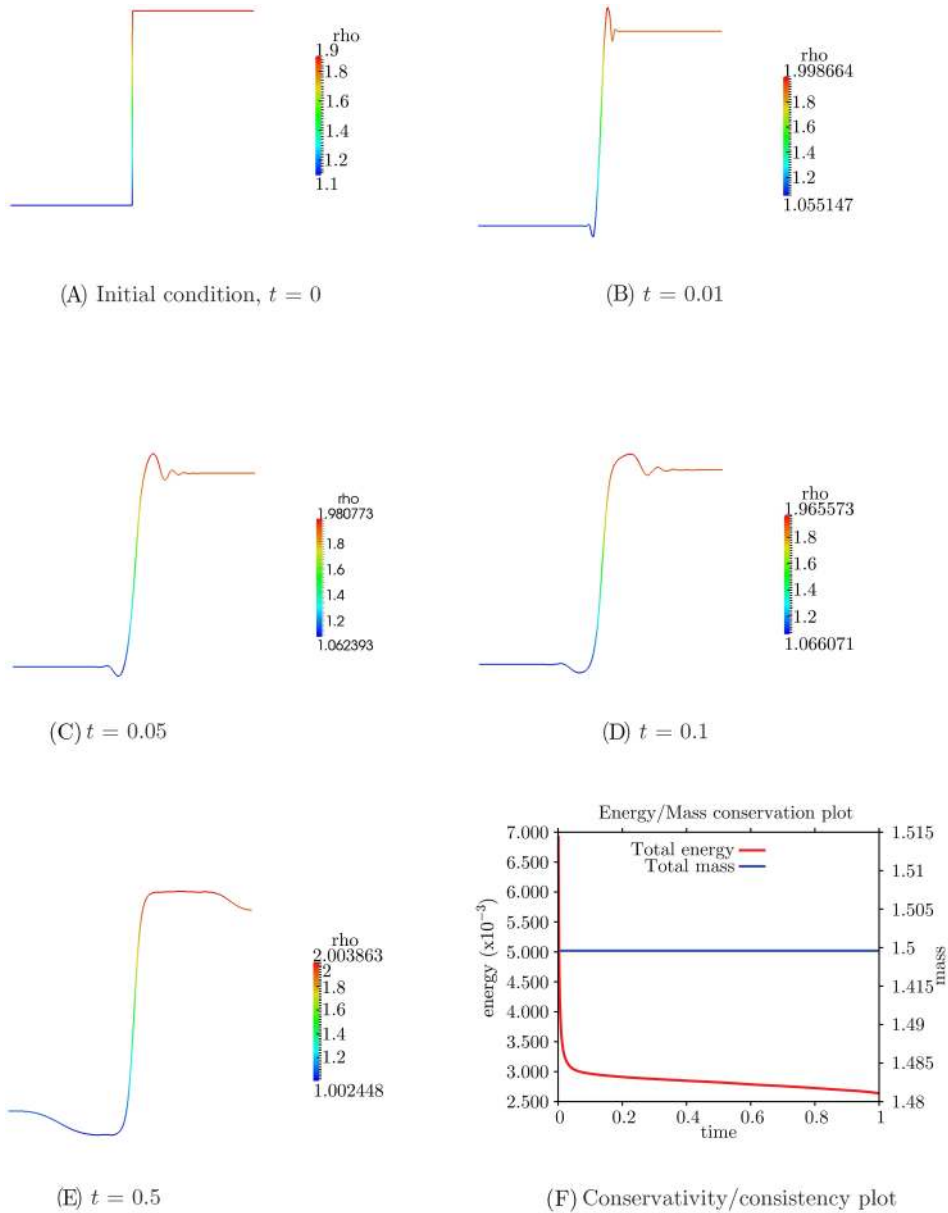 rho
1.9
1.8
1.6
1.4
1.2
1.1
(A) Initial condition, t = 0
rho
1.998664
1.8
1.6
1.4
1.2
1.055147
(B) t = 0.01
rho
1.980773
1.8
1.6
1.4
1.2
1.062393
(C) t = 0.05
rho
1.965573
1.8
1.6
1.4
1.2
1.066071
(D) t = 0.1
rho
2.003863
2
1.8
1.6
1.4
1.2
1.002448
(E) t = 0.5
Energy/Mass conservation plot
Total energy
Total mass
energy (x10⁻³)
7.000
6.500
6.000
5.500
5.000
4.500
4.000
3.500
3.000
2.500
1.515
1.51
1.505
1.5
1.415
1.49
1.485
1.48
mass
0 0.2 0.4 0.6 0.8 1
time
(F) Conservativity/consistency plot